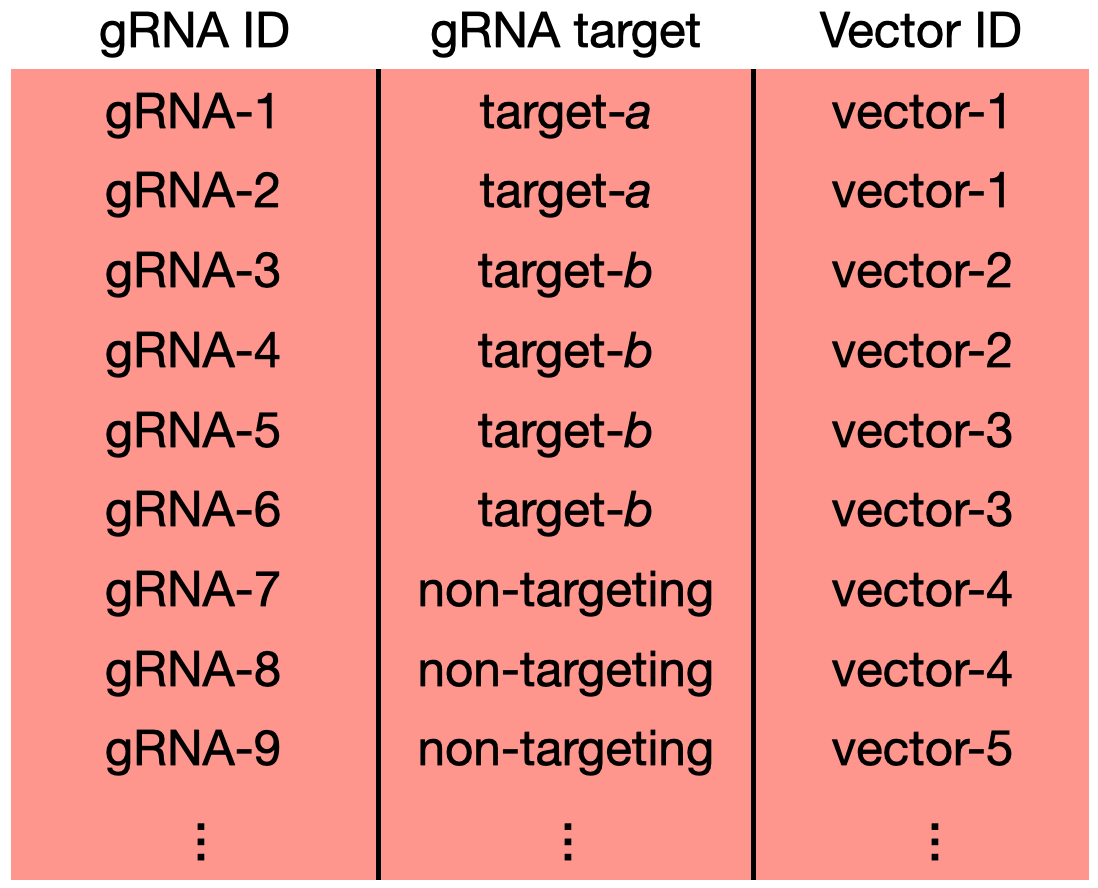 gRNA ID gRNA target Vector ID
gRNA-1 target-a vector-1
gRNA-2 target-a vector-1
gRNA-3 target-b vector-2
gRNA-4 target-b vector-2
gRNA-5 target-b vector-3
gRNA-6 target-b vector-3
gRNA-7 non-targeting vector-4
gRNA-8 non-targeting vector-4
gRNA-9 non-targeting vector-5
⋮ ⋮ ⋮